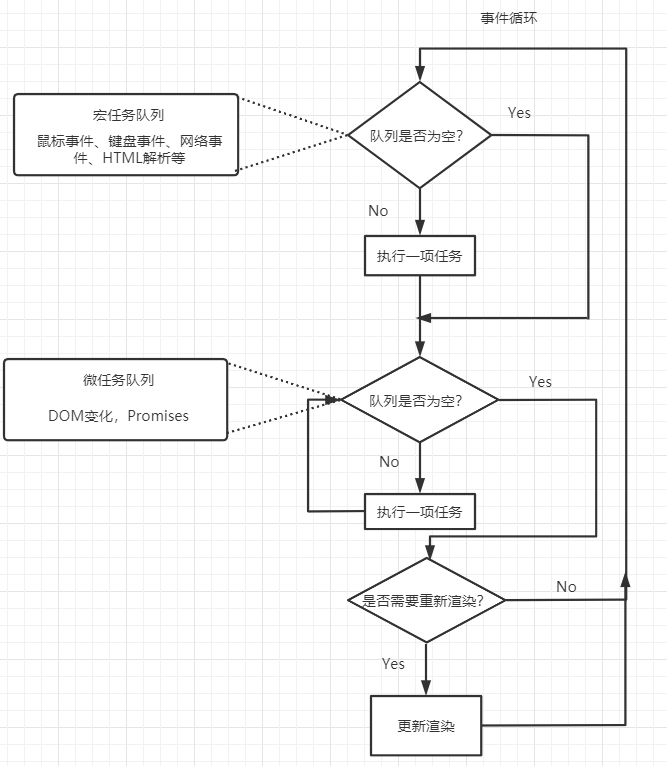 事件循环
宏任务队列
鼠标事件、键盘事件、网络事
件、HTML解析等
队列是否为空？
Yes
No
执行一项任务
微任务队列
DOM变化，Promises
队列是否为空？
Yes
No
执行一项任务
是否需要重新渲染？
No
Yes
更新渲染